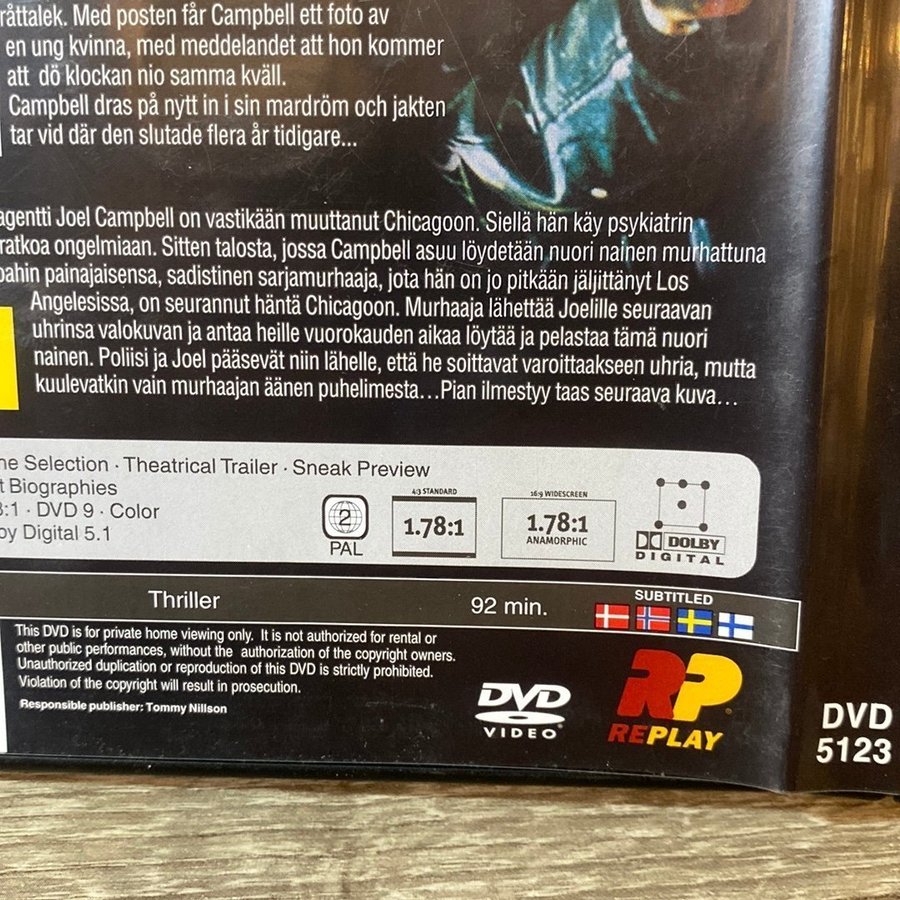 råttalek. Med posten får Campbell ett foto av
en ung kvinna, med meddelandet att hon kommer
att dö klockan nio samma kväll.
Campbell dras på nytt in i sin mardröm och jakten
tar vid där den slutade flera år tidigare...
agentti Joel Campbell on vastikään muuttanut Chicagoon. Siellä hän käy psykiatrin
ratkoa ongelmiaan. Sitten talosta, jossa Campbell asuu löydetään nuori nainen murhattuna
pahin painajaisensa, sadistinen sarjamurhaaja, jota hän on jo pitkään jäljittänyt Los
Angelesissa, on seurannut häntä Chicagoon. Murhaaja lähettää Joelille seuraavan
uhrinsa valokuvan ja antaa heille vuorokauden aikaa löytää ja pelastaa tämä nuori
nainen. Poliisi ja Joel pääsevät niin lähelle, että he soittavat varoittaakseen uhria, mutta
kuulevatkin vain murhaajan äänen puhelimesta...Pian ilmestyy taas seuraava kuva...
ne Selection · Theatrical Trailer · Sneak Preview
t Biographies
8:1 · DVD 9 · Color
by Digital 5.1
2
PAL
4:3 STANDARD
1.78:1
16:9 WIDESCREEN
1.78:1
ANAMORPHIC
DOLBY
DIGITAL
Thriller
92 min.
SUBTITLED
This DVD is for private home viewing only. It is not authorized for rental or
other public performances, without the authorization of the copyright owners.
Unauthorized duplication or reproduction of this DVD is strictly prohibited.
Violation of the copyright will result in prosecution.
Responsible publisher: Tommy Nillson
DVD
VIDEO
RP
REPLAY
DVD
5123